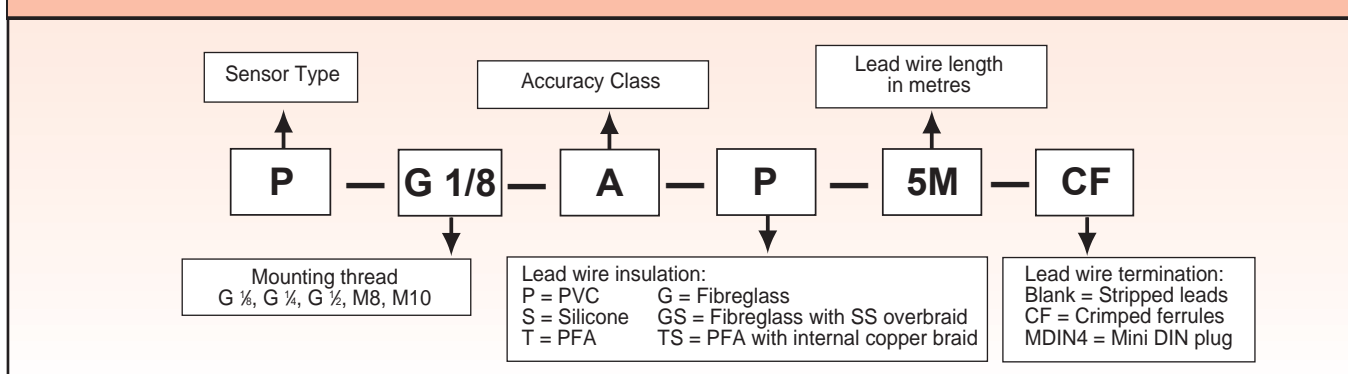 Sensor Type
Accuracy Class
Lead wire length
in metres
P — G 1/8 — A — P — 5M — CF
Mounting thread
G ⅛, G ¼, G ½, M8, M10
Lead wire insulation:
P = PVC G = Fibreglass
S = Silicone GS = Fibreglass with SS overbraid
T = PFA TS = PFA with internal copper braid
Lead wire termination:
Blank = Stripped leads
CF = Crimped ferrules
MDIN4 = Mini DIN plug